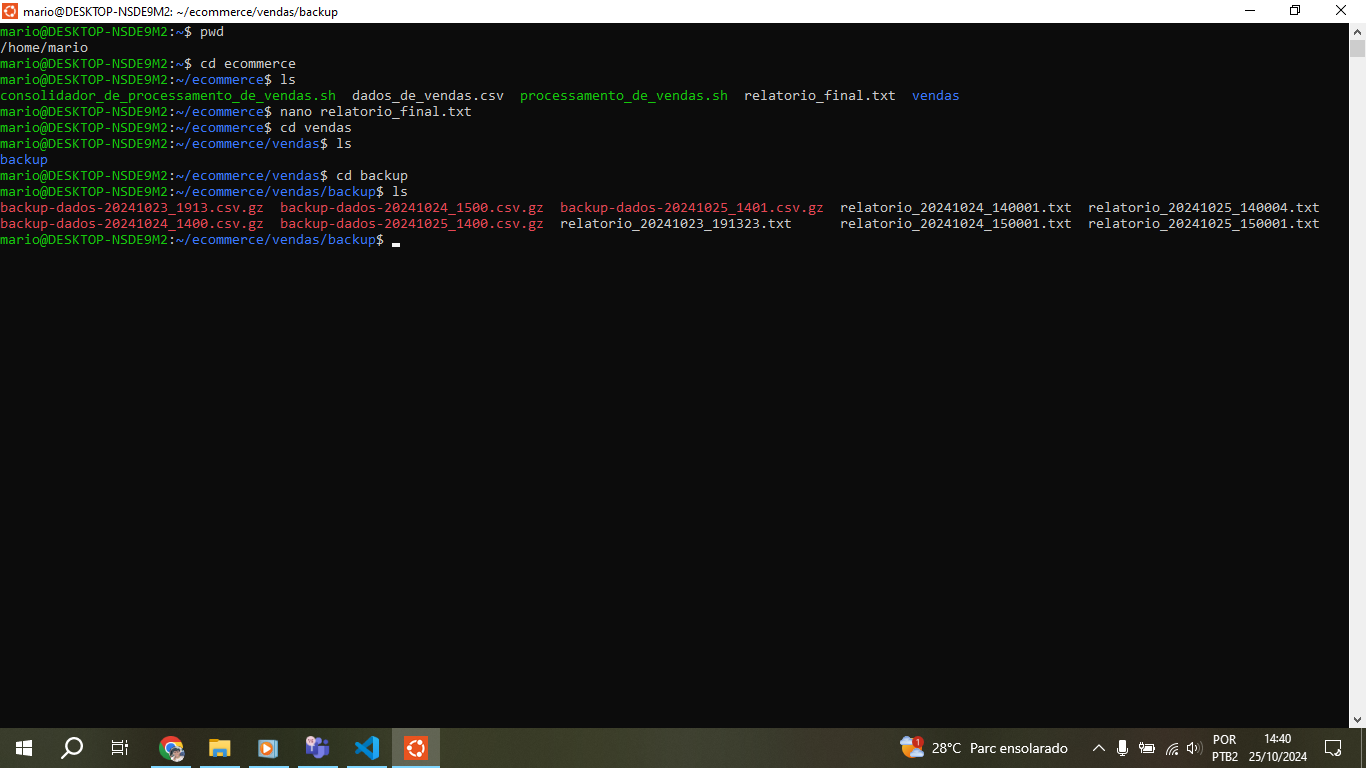 mario@DESKTOP-NSDE9M2: ~/ecommerce/vendas/backup
mario@DESKTOP-NSDE9M2:~$ pwd
/home/mario
mario@DESKTOP-NSDE9M2:~$ cd ecommerce
mario@DESKTOP-NSDE9M2:~/ecommerce$ ls
consolidador_de_processamento_de_vendas.sh  dados_de_vendas.csv  processamento_de_vendas.sh  relatorio_final.txt  vendas
mario@DESKTOP-NSDE9M2:~/ecommerce$ nano relatorio_final.txt
mario@DESKTOP-NSDE9M2:~/ecommerce$ cd vendas
mario@DESKTOP-NSDE9M2:~/ecommerce/vendas$ ls
backup
mario@DESKTOP-NSDE9M2:~/ecommerce/vendas$ cd backup
mario@DESKTOP-NSDE9M2:~/ecommerce/vendas/backup$ ls
backup-dados-20241023_1913.csv.gz  backup-dados-20241024_1500.csv.gz  backup-dados-20241025_1401.csv.gz  relatorio_20241024_140001.txt  relatorio_20241025_140004.txt
backup-dados-20241024_1400.csv.gz  backup-dados-20241025_1400.csv.gz  relatorio_20241023_191323.txt      relatorio_20241024_150001.txt  relatorio_20241025_150001.txt
mario@DESKTOP-NSDE9M2:~/ecommerce/vendas/backup$
1
28°C  Parc ensolarado
POR
PTB2
14:40
25/10/2024